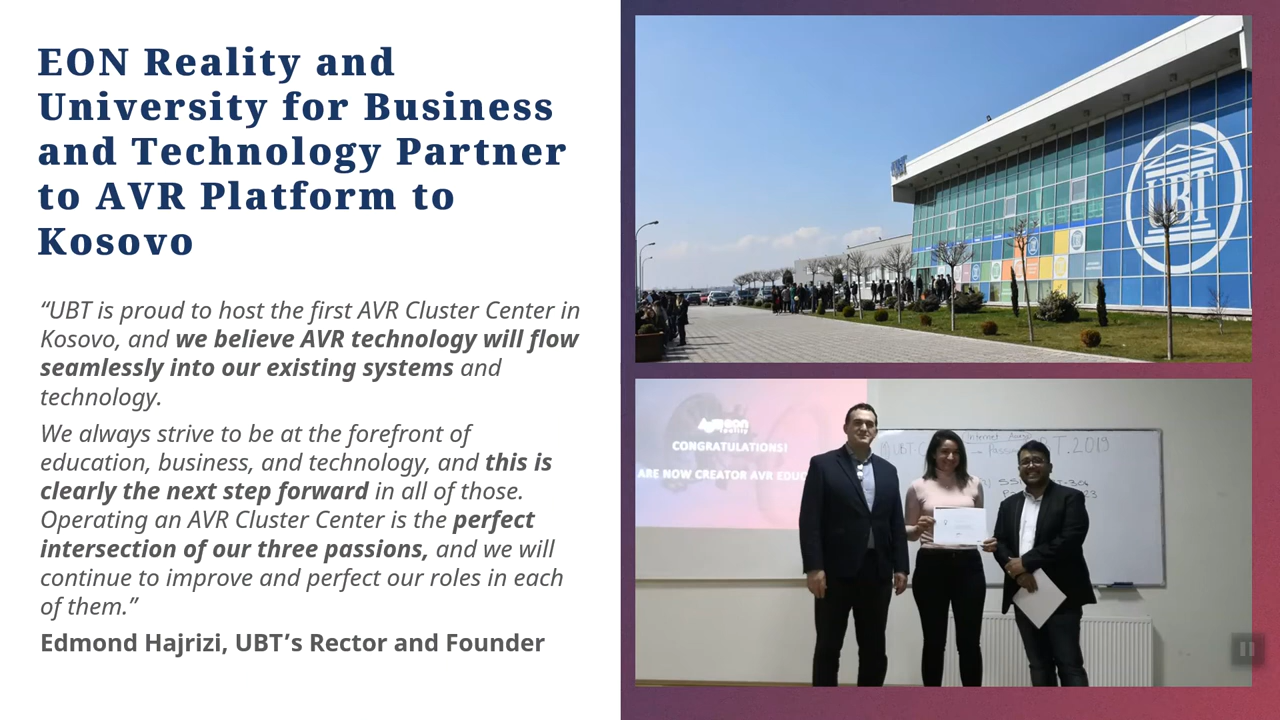 EON Reality and
University for Business
and Technology Partner
to AVR Platform to
Kosovo
“UBT is proud to host the first AVR Cluster Center in
Kosovo, and we believe AVR technology will flow
seamlessly into our existing systems and
technology.
We always strive to be at the forefront of
education, business, and technology, and this is
clearly the next step forward in all of those.
Operating an AVR Cluster Center is the perfect
intersection of our three passions, and we will
continue to improve and perfect our roles in each
of them.”
Edmond Hajrizi, UBT’s Rector and Founder
UBT
UBT
eon
reality
CONGRATULATIONS!
ARE NOW CREATOR AVR EDUC
Internet Access